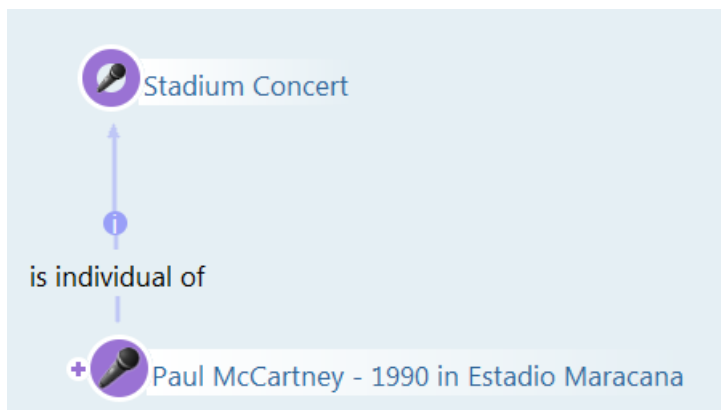 Stadium Concert
i
is individual of
Paul McCartney - 1990 in Estadio Maracana